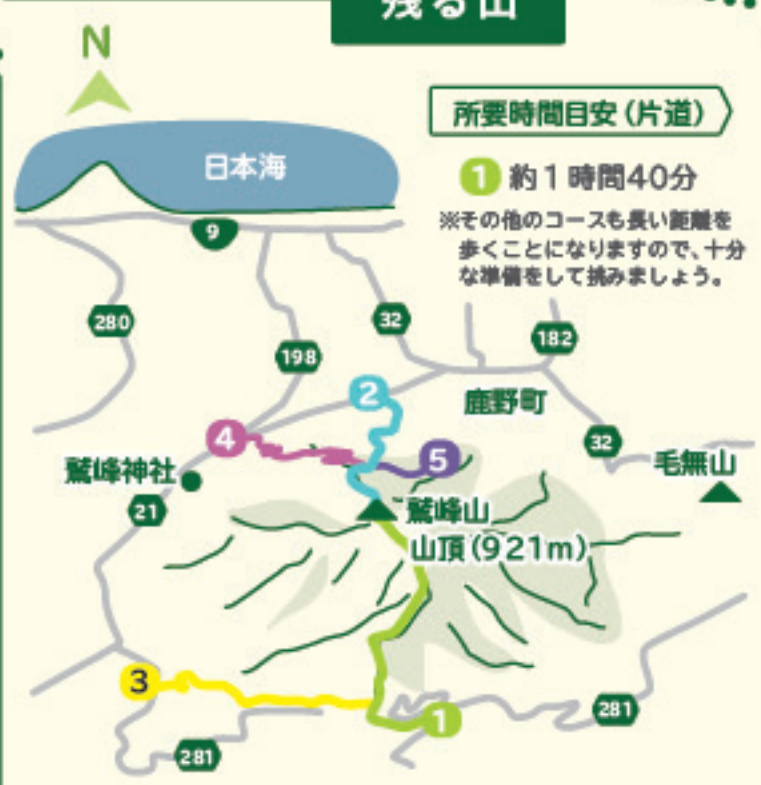 残る山
N
所要時間目安（片道）
日本海
1 約1時間40分
※その他のコースも長い距離を
歩くことになりますので、十分
な準備をして挑みましょう。
9
280
32
198
182
2
鹿野町
4
5
32
鷲峰神社
毛無山
21
鷲峰山
山頂（921m）
3
1
281
281